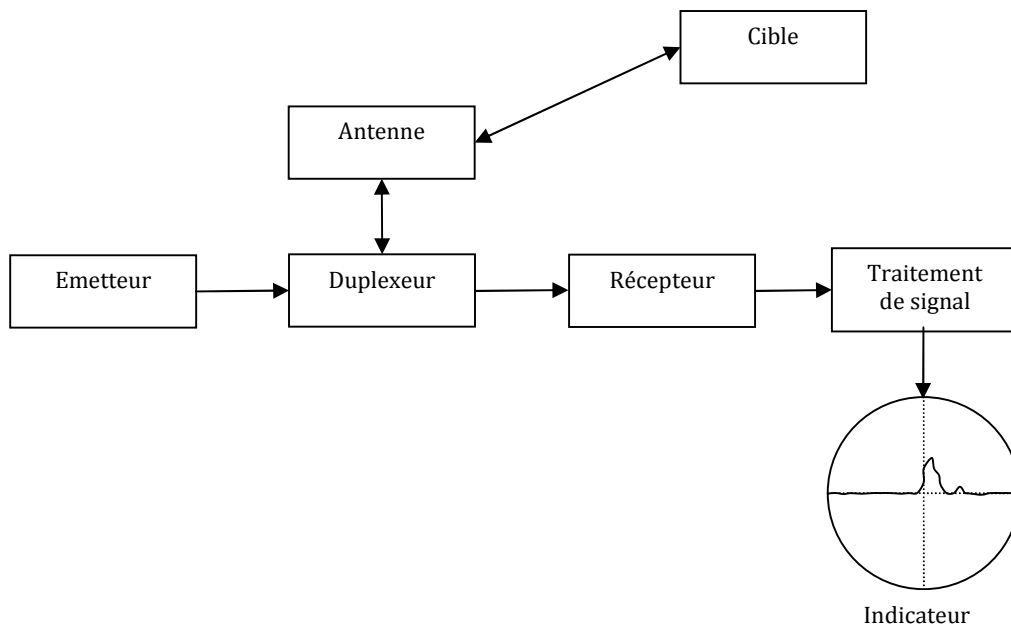 Cible
Antenne
Emetteur
Duplexeur
Récepteur
Traitement
de signal
Indicateur